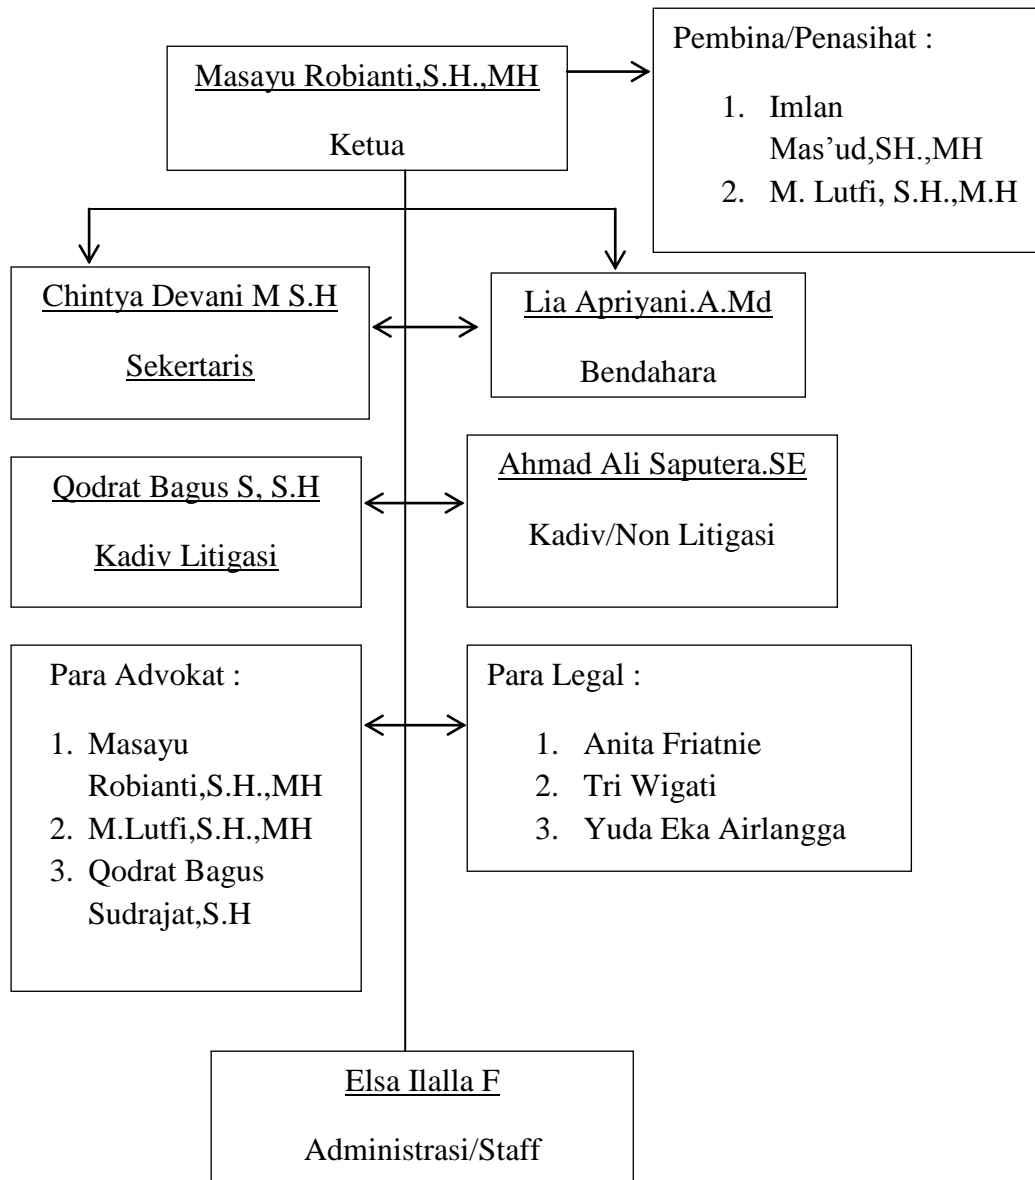 Masayu Robianti,S.H.,MH
Ketua
Pembina/Penasihat :
1. Imlan
Mas’ud,SH.,MH
2. M. Lutfi, S.H.,M.H
Chintya Devani M S.H
Sekertaris
Lia Apriyani.A.Md
Bendahara
Qodrat Bagus S, S.H
Kadiv Litigasi
Ahmad Ali Saputera.SE
Kadiv/Non Litigasi
Para Advokat :
1. Masayu
Robianti,S.H.,MH
2. M.Lutfi,S.H.,MH
3. Qodrat Bagus
Sudrajat,S.H
Para Legal :
1. Anita Friatnie
2. Tri Wigati
3. Yuda Eka Airlangga
Elsa Ilalla F
Administrasi/Staff